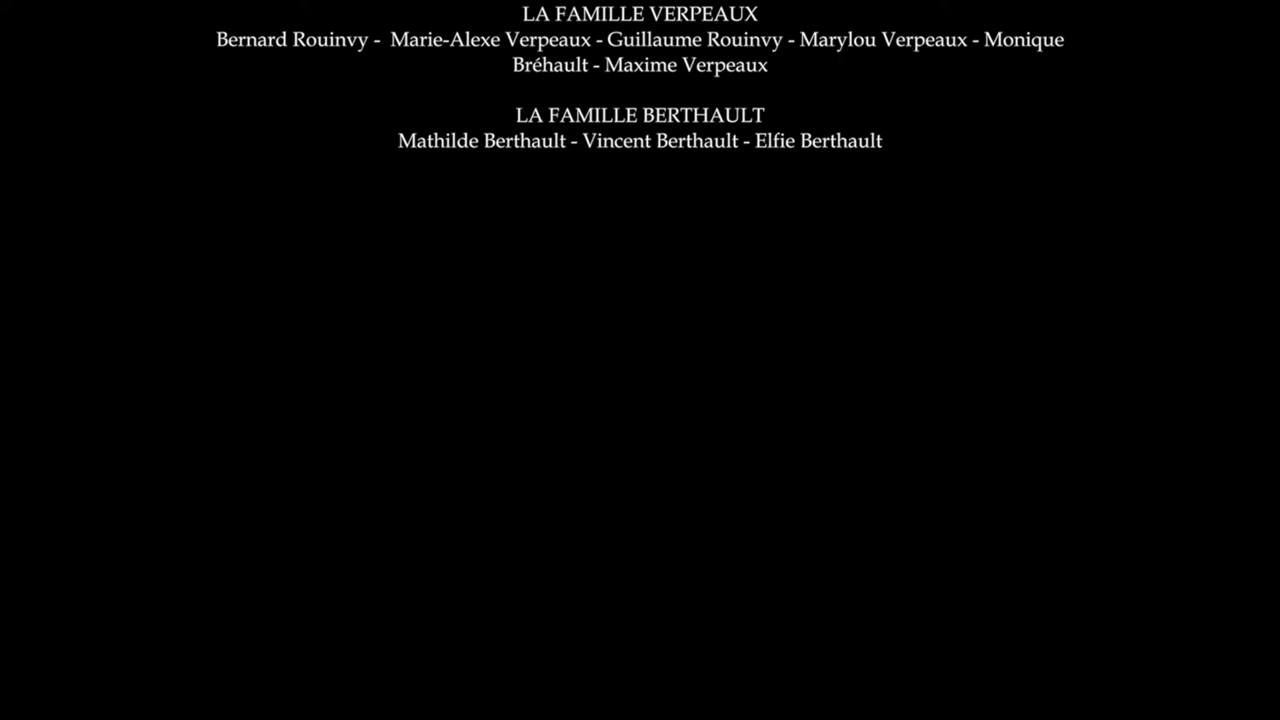 LA FAMILLE VERPEAUX
Bernard Rouinvy -  Marie-Alexe Verpeaux - Guillaume Rouinvy - Marylou Verpeaux - Monique
Bréhault - Maxime Verpeaux
LA FAMILLE BERTHAULT
Mathilde Berthault - Vincent Berthault - Elfie Berthault